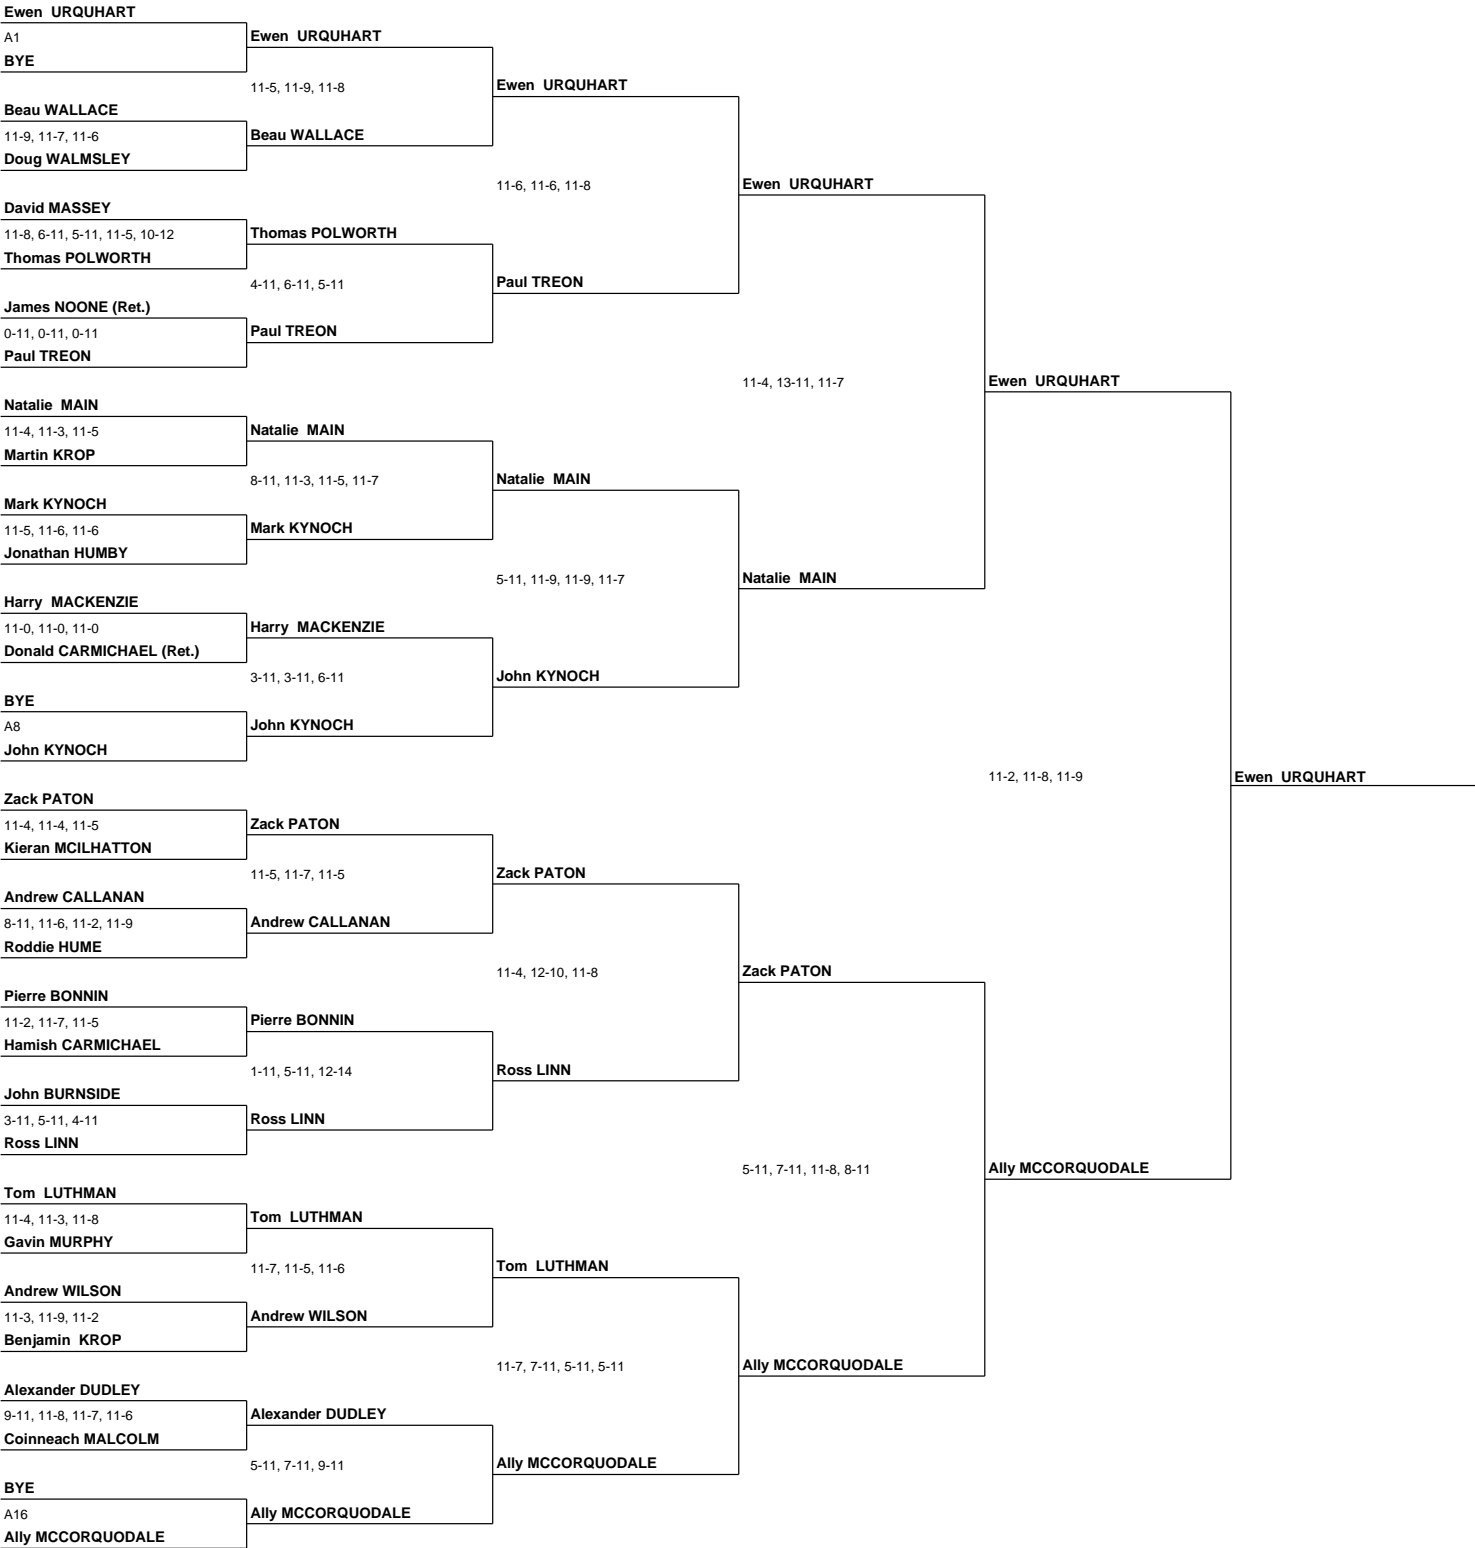 Ewen URQUHART
A1
BYE
Beau WALLACE
11-9, 11-7, 11-6
Doug WALMSLEY
David MASSEY
11-8, 6-11, 5-11, 11-5, 10-12
Thomas POLWORTH
James NOONE (Ret.)
0-11, 0-11, 0-11
Paul TREON
Natalie MAIN
11-4, 11-3, 11-5
Martin KROP
Mark KYNOCH
11-5, 11-6, 11-6
Jonathan HUMBY
Harry MACKENZIE
11-0, 11-0, 11-0
Donald CARMICHAEL (Ret.)
BYE
A8
John KYNOCH
Zack PATON
11-4, 11-4, 11-5
Kieran MCILHATTON
Andrew CALLANAN
8-11, 11-6, 11-2, 11-9
Roddie HUME
Pierre BONNIN
11-2, 11-7, 11-5
Hamish CARMICHAEL
John BURNSIDE
3-11, 5-11, 4-11
Ross LINN
Tom LUTHMAN
11-4, 11-3, 11-8
Gavin MURPHY
Andrew WILSON
11-3, 11-9, 11-2
Benjamin KROP
Alexander DUDLEY
9-11, 11-8, 11-7, 11-6
Coinneach MALCOLM
BYE
A16
Ally MCCORQUODALE
Ewen URQUHART
11-5, 11-9, 11-8
Beau WALLACE
Thomas POLWORTH
4-11, 6-11, 5-11
Paul TREON
Natalie MAIN
8-11, 11-3, 11-5, 11-7
Mark KYNOCH
Harry MACKENZIE
3-11, 3-11, 6-11
John KYNOCH
Zack PATON
11-5, 11-7, 11-5
Andrew CALLANAN
Pierre BONNIN
1-11, 5-11, 12-14
Ross LINN
Tom LUTHMAN
11-7, 11-5, 11-6
Andrew WILSON
Alexander DUDLEY
5-11, 7-11, 9-11
Ally MCCORQUODALE
Ewen URQUHART
11-6, 11-6, 11-8
Paul TREON
Natalie MAIN
5-11, 11-9, 11-9, 11-7
John KYNOCH
Zack PATON
11-4, 12-10, 11-8
Ross LINN
Tom LUTHMAN
11-7, 7-11, 5-11, 5-11
Ally MCCORQUODALE
Ewen URQUHART
11-4, 13-11, 11-7
Natalie MAIN
Zack PATON
5-11, 7-11, 11-8, 8-11
Ally MCCORQUODALE
Ewen URQUHART
11-2, 11-8, 11-9
Ally MCCORQUODALE
Ewen URQUHART